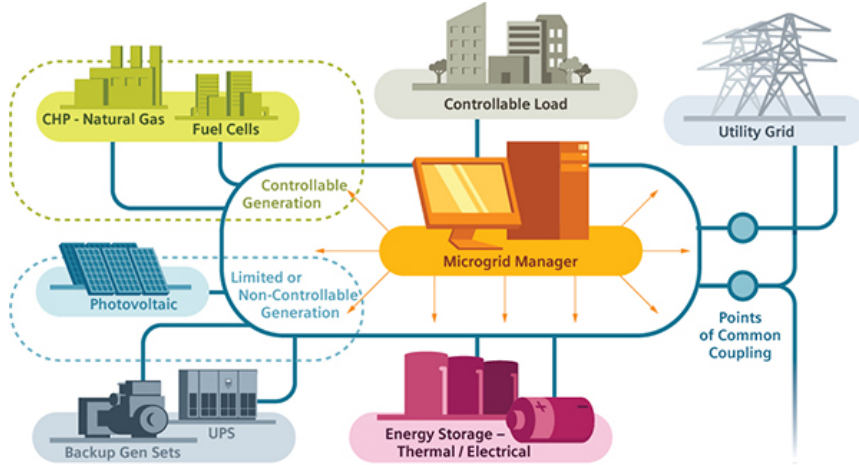 CHP - Natural Gas
Fuel Cells
Controllable Load
Utility Grid
Controllable
Generation
Microgrid Manager
Photovoltaic
Limited or
Non-Controllable
Generation
Points
of Common
Coupling
UPS
Backup Gen Sets
Energy Storage –
Thermal / Electrical